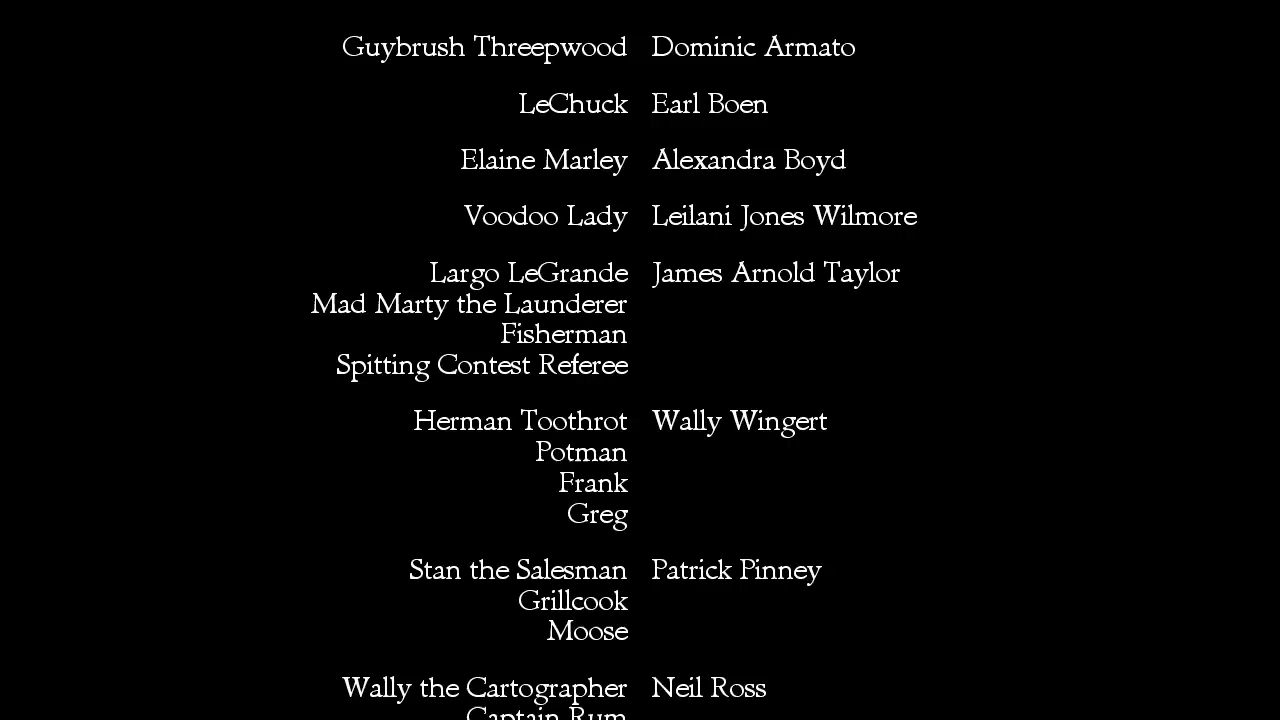 Guybrush Threepwood Dominic Armato
LeChuck Earl Boen
Elaine Marley Alexandra Boyd
Voodoo Lady Leilani Jones Wilmore
Largo LeGrande James Arnold Taylor
Mad Marty the Launderer
Fisherman
Spitting Contest Referee
Herman Toothrot Wally Wingert
Potman
Frank
Greg
Stan the Salesman Patrick Pinney
Grillcook
Moose
Wally the Cartographer Neil Ross
Captain Rum